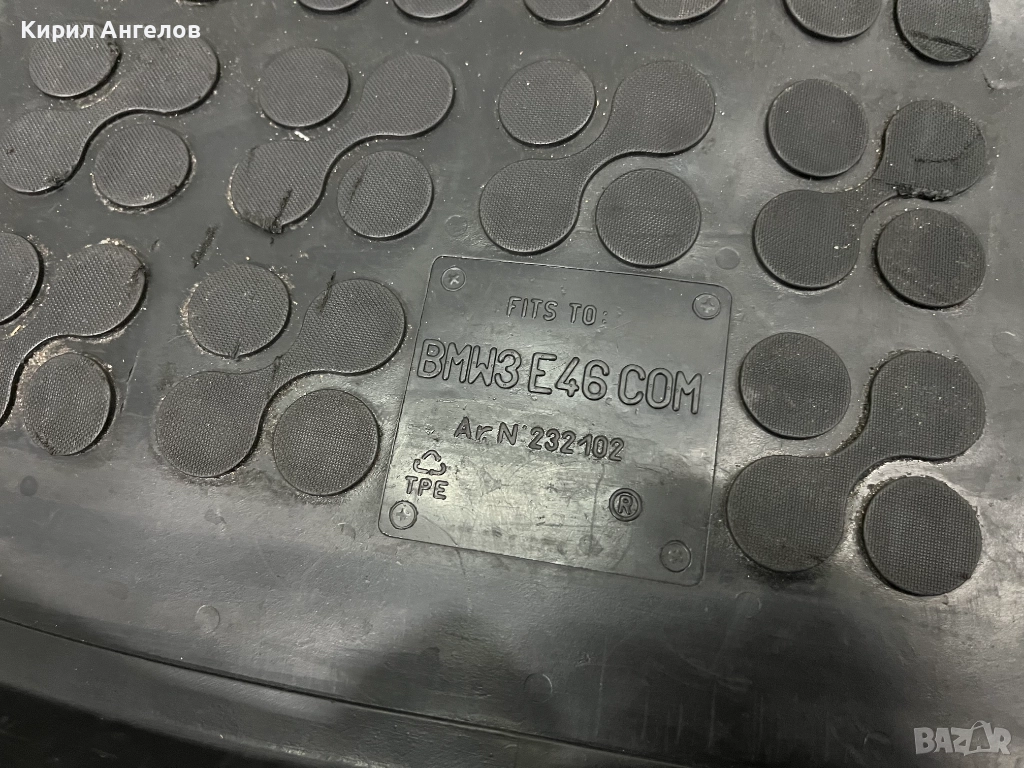 Кирил Ангелов
FITS TO:
BMW3 E46 COM
Ar. N° 232102
TPE
®
BAZAR